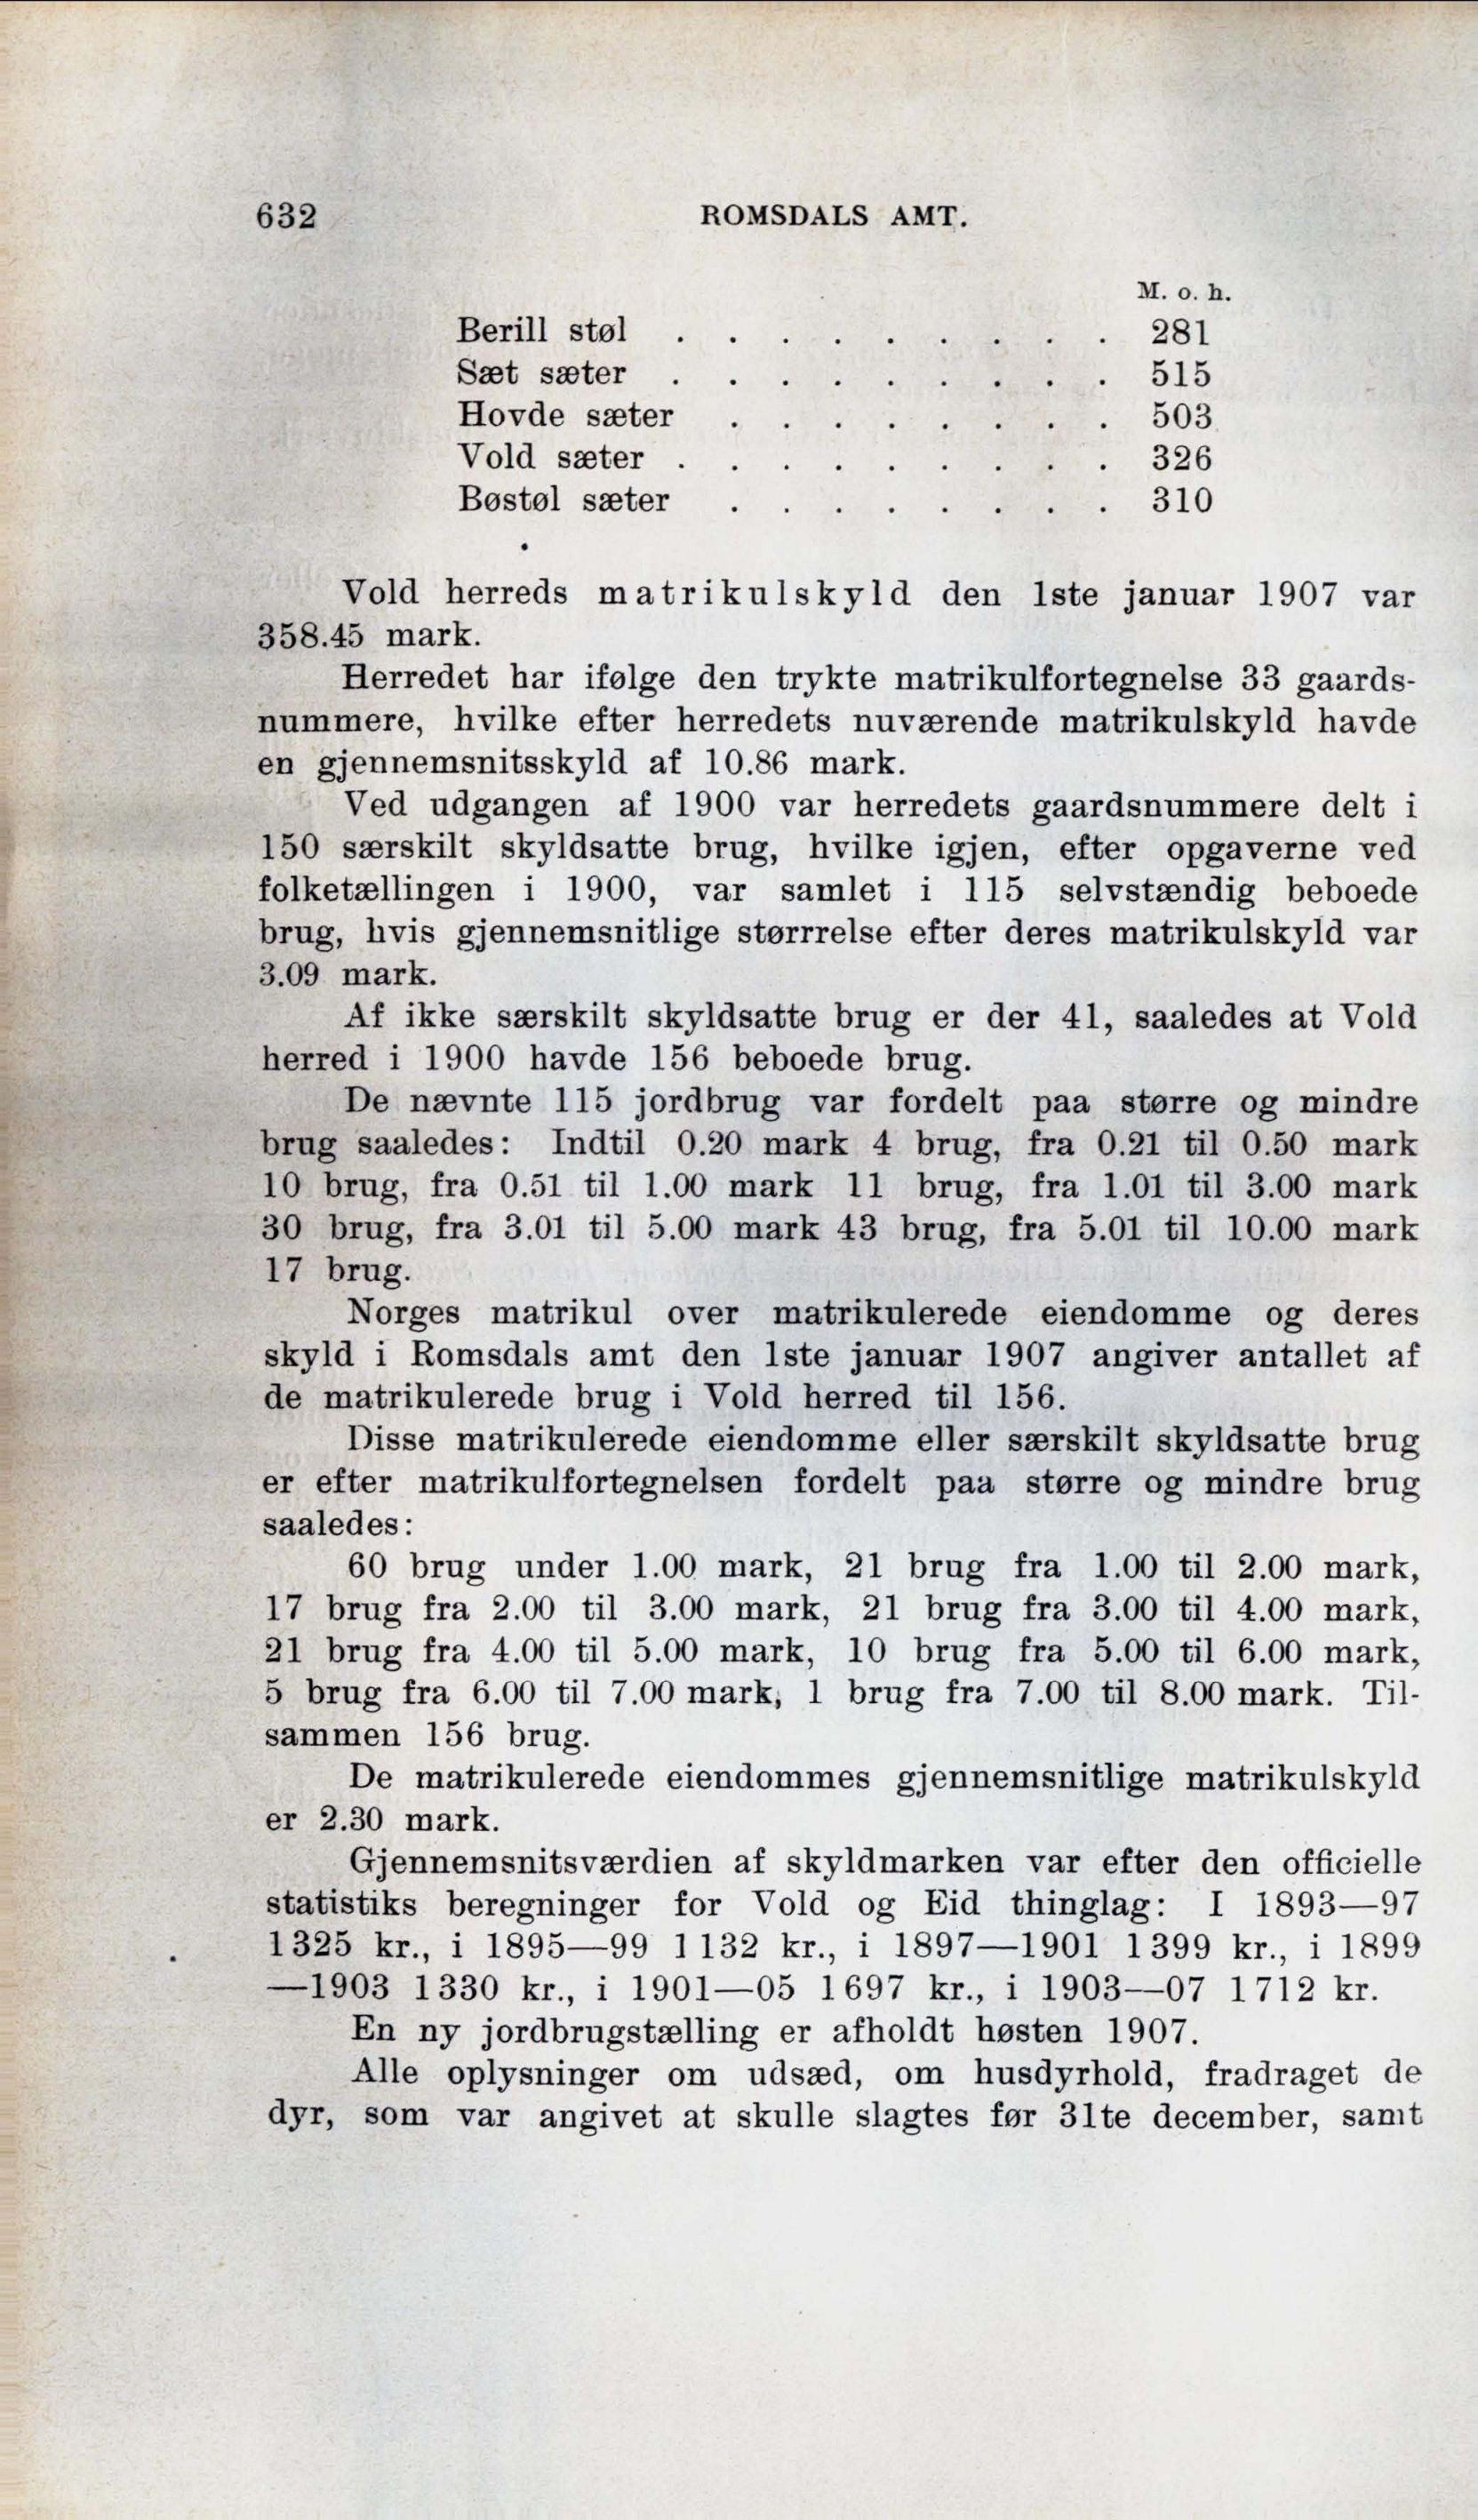 632 ROMSDALS AMT.
M. o. h.
Berill støl . . . . . . . . . 281
Sæt sæter . . . . . . . . . 515
Hovde sæter . . . . . . . . 503
Vold sæter . . . . . . . . . 326
Bøstøl sæter . . . . . . . . 310
Vold herreds matrikulskyld den 1ste januar 1907 var
358.45 mark.
Herredet har ifølge den trykte matrikulfortegnelse 33 gaards-
nummere, hvilke efter herredets nuværende matrikulskyld havde
en gjennemsnitsskyld af 10.86 mark.
Ved udgangen af 1900 var herredets gaardsnummere delt i
150 særskilt skyldsatte brug, hvilke igjen, efter opgaverne ved
folketællingen i 1900, var samlet i 115 selvstændig beboede
brug, hvis gjennemsnitlige størrrelse efter deres matrikulskyld var
3.09 mark.
Af ikke særskilt skyldsatte brug er der 41, saaledes at Vold
herred i 1900 havde 156 beboede brug.
De nævnte 115 jordbrug var fordelt paa større og mindre
brug saaledes: Indtil 0.20 mark 4 brug, fra 0.21 til 0.50 mark
10 brug, fra 0.51 til 1.00 mark 11 brug, fra 1.01 til 3.00 mark
30 brug, fra 3.01 til 5.00 mark 43 brug, fra 5.01 til 10.00 mark
17 brug.
Norges matrikul over matrikulerede eiendomme og deres
skyld i Romsdals amt den 1ste januar 1907 angiver antallet af
de matrikulerede brug i Vold herred til 156.
Disse matrikulerede eiendomme eller særskilt skyldsatte brug
er efter matrikulfortegnelsen fordelt paa større og mindre brug
saaledes:
60 brug under 1.00 mark, 21 brug fra 1.00 til 2.00 mark,
17 brug fra 2.00 til 3.00 mark, 21 brug fra 3.00 til 4.00 mark,
21 brug fra 4.00 til 5.00 mark, 10 brug fra 5.00 til 6.00 mark,
5 brug fra 6.00 til 7.00 mark, 1 brug fra 7.00 til 8.00 mark. Til-
sammen 156 brug.
De matrikulerede eiendommes gjennemsnitlige matrikulskyld
er 2.30 mark.
Gjennemsnitsværdien af skyldmarken var efter den officielle
statistiks beregninger for Vold og Eid thinglag: I 1893—97
1325 kr., i 1895—99 1132 kr., i 1897—1901 1399 kr., i 1899
—1903 1330 kr., i 1901—05 1697 kr., i 1903—07 1712 kr.
En ny jordbrugstælling er afholdt høsten 1907.
Alle oplysninger om udsæd, om husdyrhold, fradraget de
dyr, som var angivet at skulle slagtes før 31te december, samt